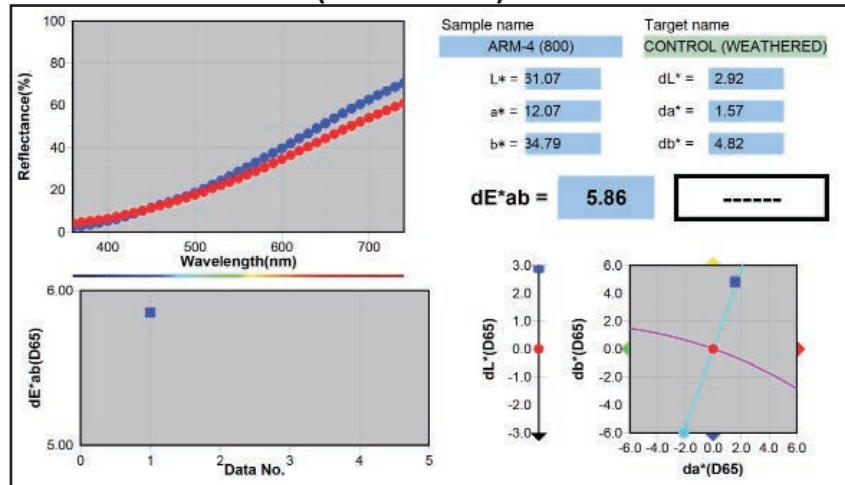 100
80
60
40
20
0
Reflectance(%)
400 500 600 700
Wavelength(nm)
Sample name Target name
ARM-4 (800) CONTROL (WEATHERED)
L* = 61.07 dL* = 2.92
a* = 12.07 da* = 1.57
b* = 34.79 db* = 4.82
dE*ab = 5.86 ------
6.00
5.00
dE*ab(D65)
0 1 2 3 4 5
Data No.
3.0
2.0
1.0
0.0
-1.0
-2.0
-3.0
dL*(D65)
6.0
4.0
2.0
0.0
-2.0
-4.0
-6.0
db*(D65)
-6.0 -4.0 -2.0 0.0 2.0 4.0 6.0
da*(D65)